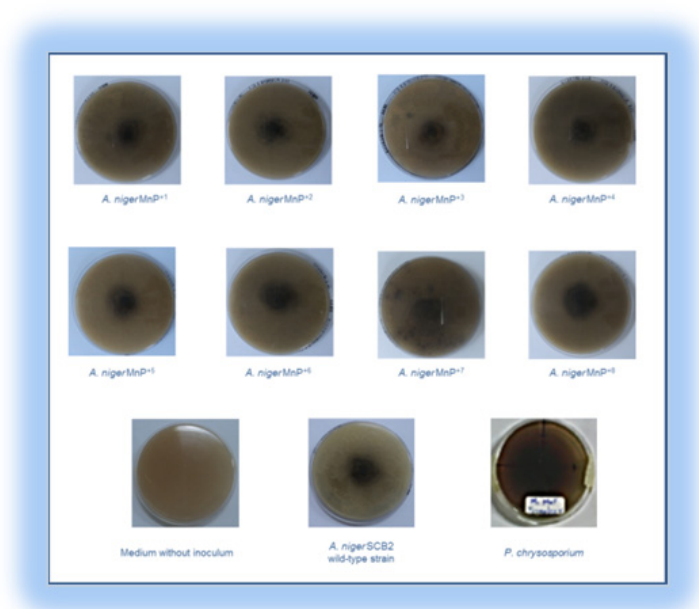 A. nigerMnP⁺¹
A. nigerMnP⁺²
A. nigerMnP⁺³
A. nigerMnP⁺⁴
A. nigerMnP⁺⁵
A. nigerMnP⁺⁶
A. nigerMnP⁺⁷
A. nigerMnP⁺⁸
Medium without inoculum
A. nigerSCB2
wild-type strain
P. chrysosporium